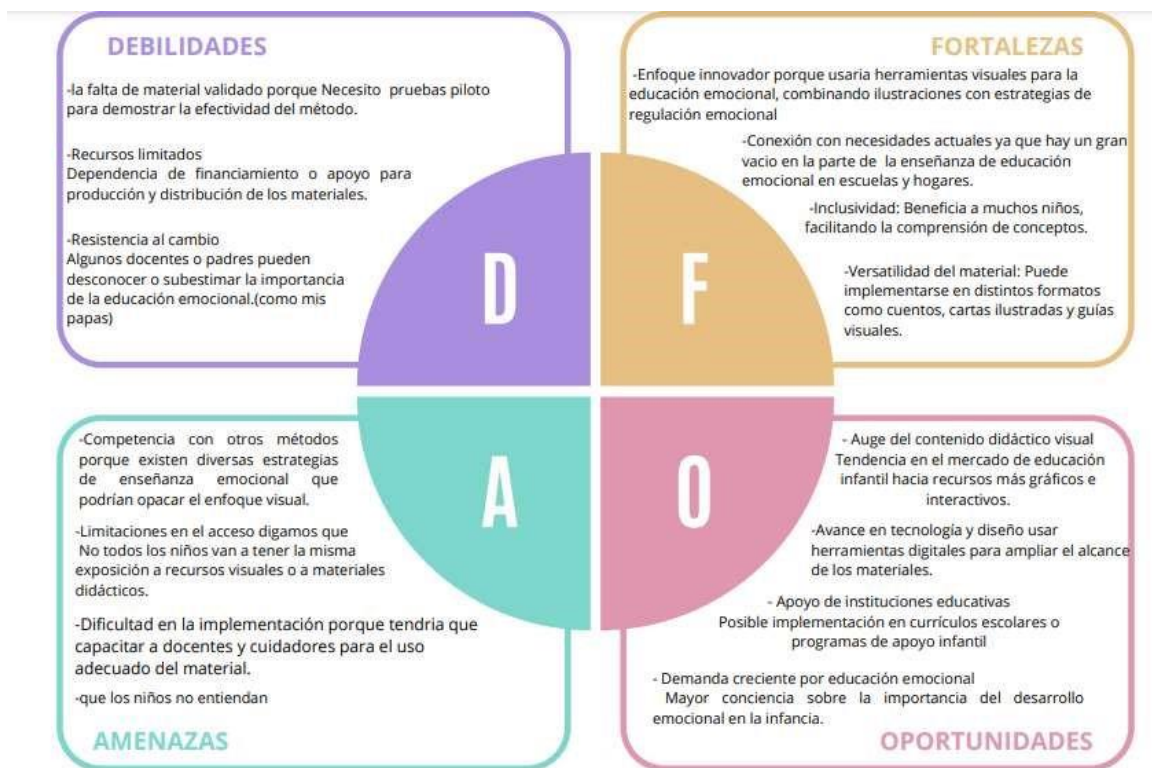 DEBILIDADES
-la falta de material validado porque Necesito pruebas piloto
para demostrar la efectividad del método.
-Recursos limitados
Dependencia de financiamiento o apoyo para
producción y distribución de los materiales.
-Resistencia al cambio
Algunos docentes o padres pueden
desconocer o subestimar la importancia
de la educación emocional.(como mis
papas)
D
FORTALEZAS
-Enfoque innovador porque usaria herramientas visuales para la
educación emocional, combinando ilustraciones con estrategias de
regulación emocional
-Conexión con necesidades actuales ya que hay un gran
vacio en la parte de la enseñanza de educación
emocional en escuelas y hogares.
-Inclusividad: Beneficia a muchos niños,
facilitando la comprensión de conceptos.
-Versatilidad del material: Puede
implementarse en distintos formatos
como cuentos, cartas ilustradas y guías
visuales.
F
-Competencia con otros métodos
porque existen diversas estrategias
de enseñanza emocional que
podrían opacar el enfoque visual.
-Limitaciones en el acceso digamos que
No todos los niños van a tener la misma
exposición a recursos visuales o a materiales
didácticos.
-Dificultad en la implementación porque tendria que
capacitar a docentes y cuidadores para el uso
adecuado del material.
-que los niños no entiendan
AMENAZAS
A
- Auge del contenido didáctico visual
Tendencia en el mercado de educación
infantil hacia recursos más gráficos e
interactivos.
-Avance en tecnología y diseño usar
herramientas digitales para ampliar el alcance
de los materiales.
- Apoyo de instituciones educativas
Posible implementación en currículos escolares o
programas de apoyo infantil
- Demanda creciente por educación emocional
Mayor conciencia sobre la importancia del desarrollo
emocional en la infancia.
OPORTUNIDADES
O